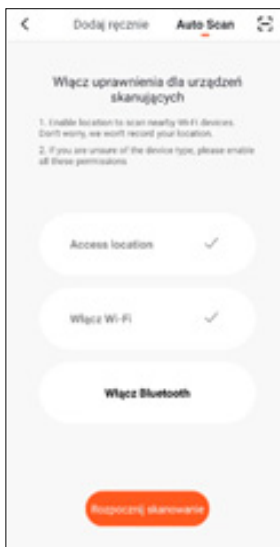 Dodaj ręcznie Auto Scan
Włącz uprawnienia dla urządzeń
skanujących
1. Enable location to scan nearby Wi-Fi devices.
Don't worry, we won't record your location.
2. If you are unsure of the device type, please enable
all these permissions
Access location
Włącz Wi-Fi
Włącz Bluetooth
Rozpocznij skanowanie